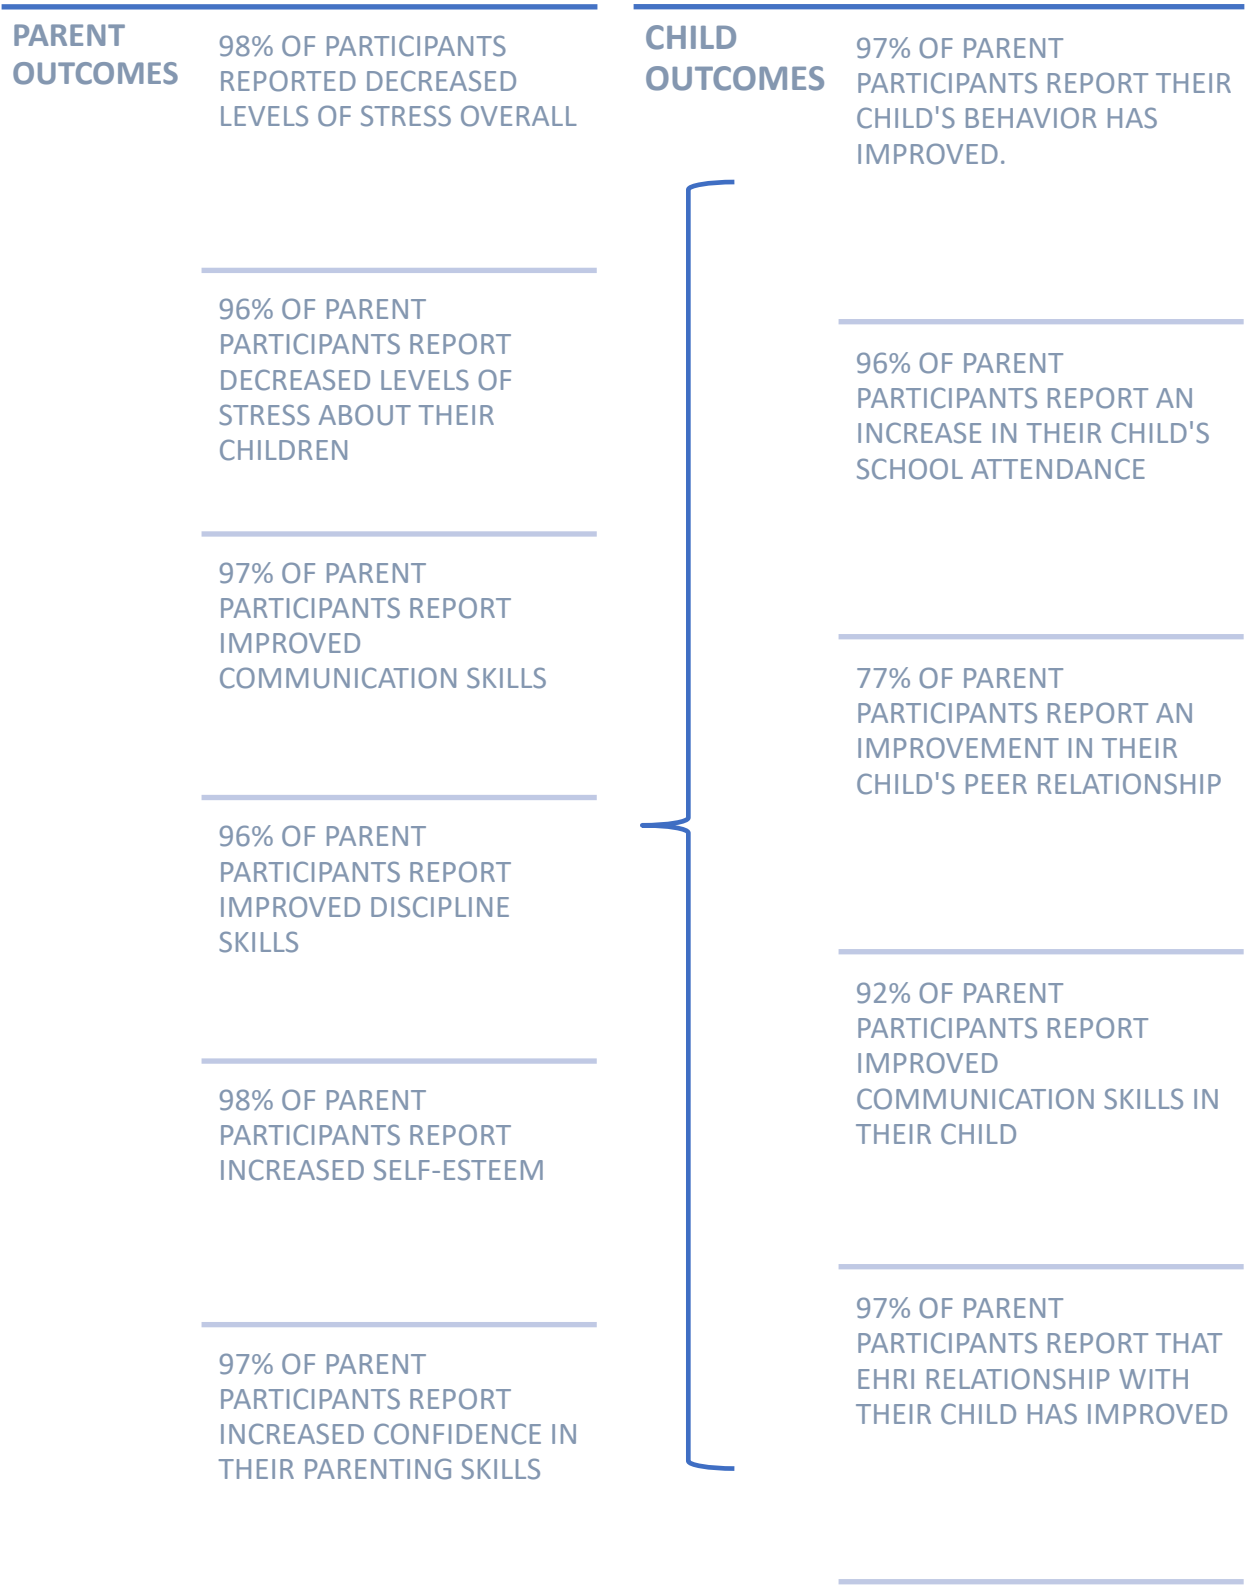 PARENT
OUTCOMES
98% OF PARTICIPANTS
REPORTED DECREASED
LEVELS OF STRESS OVERALL
96% OF PARENT
PARTICIPANTS REPORT
DECREASED LEVELS OF
STRESS ABOUT THEIR
CHILDREN
97% OF PARENT
PARTICIPANTS REPORT
IMPROVED
COMMUNICATION SKILLS
96% OF PARENT
PARTICIPANTS REPORT
IMPROVED DISCIPLINE
SKILLS
98% OF PARENT
PARTICIPANTS REPORT
INCREASED SELF-ESTEEM
97% OF PARENT
PARTICIPANTS REPORT
INCREASED CONFIDENCE IN
THEIR PARENTING SKILLS
CHILD
OUTCOMES
97% OF PARENT
PARTICIPANTS REPORT THEIR
CHILD'S BEHAVIOR HAS
IMPROVED.
96% OF PARENT
PARTICIPANTS REPORT AN
INCREASE IN THEIR CHILD'S
SCHOOL ATTENDANCE
77% OF PARENT
PARTICIPANTS REPORT AN
IMPROVEMENT IN THEIR
CHILD'S PEER RELATIONSHIP
92% OF PARENT
PARTICIPANTS REPORT
IMPROVED
COMMUNICATION SKILLS IN
THEIR CHILD
97% OF PARENT
PARTICIPANTS REPORT THAT
EHRI RELATIONSHIP WITH
THEIR CHILD HAS IMPROVED